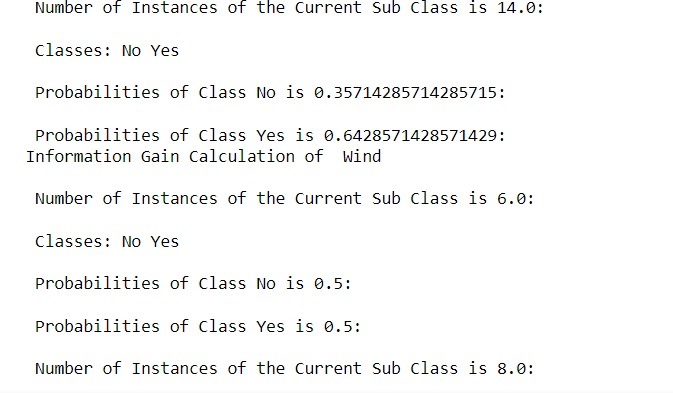 Number of Instances of the Current Sub Class is 14.0:
Classes: No Yes
Probabilities of Class No is 0.35714285714285715:
Probabilities of Class Yes is 0.6428571428571429:
Information Gain Calculation of  Wind
Number of Instances of the Current Sub Class is 6.0:
Classes: No Yes
Probabilities of Class No is 0.5:
Probabilities of Class Yes is 0.5:
Number of Instances of the Current Sub Class is 8.0: